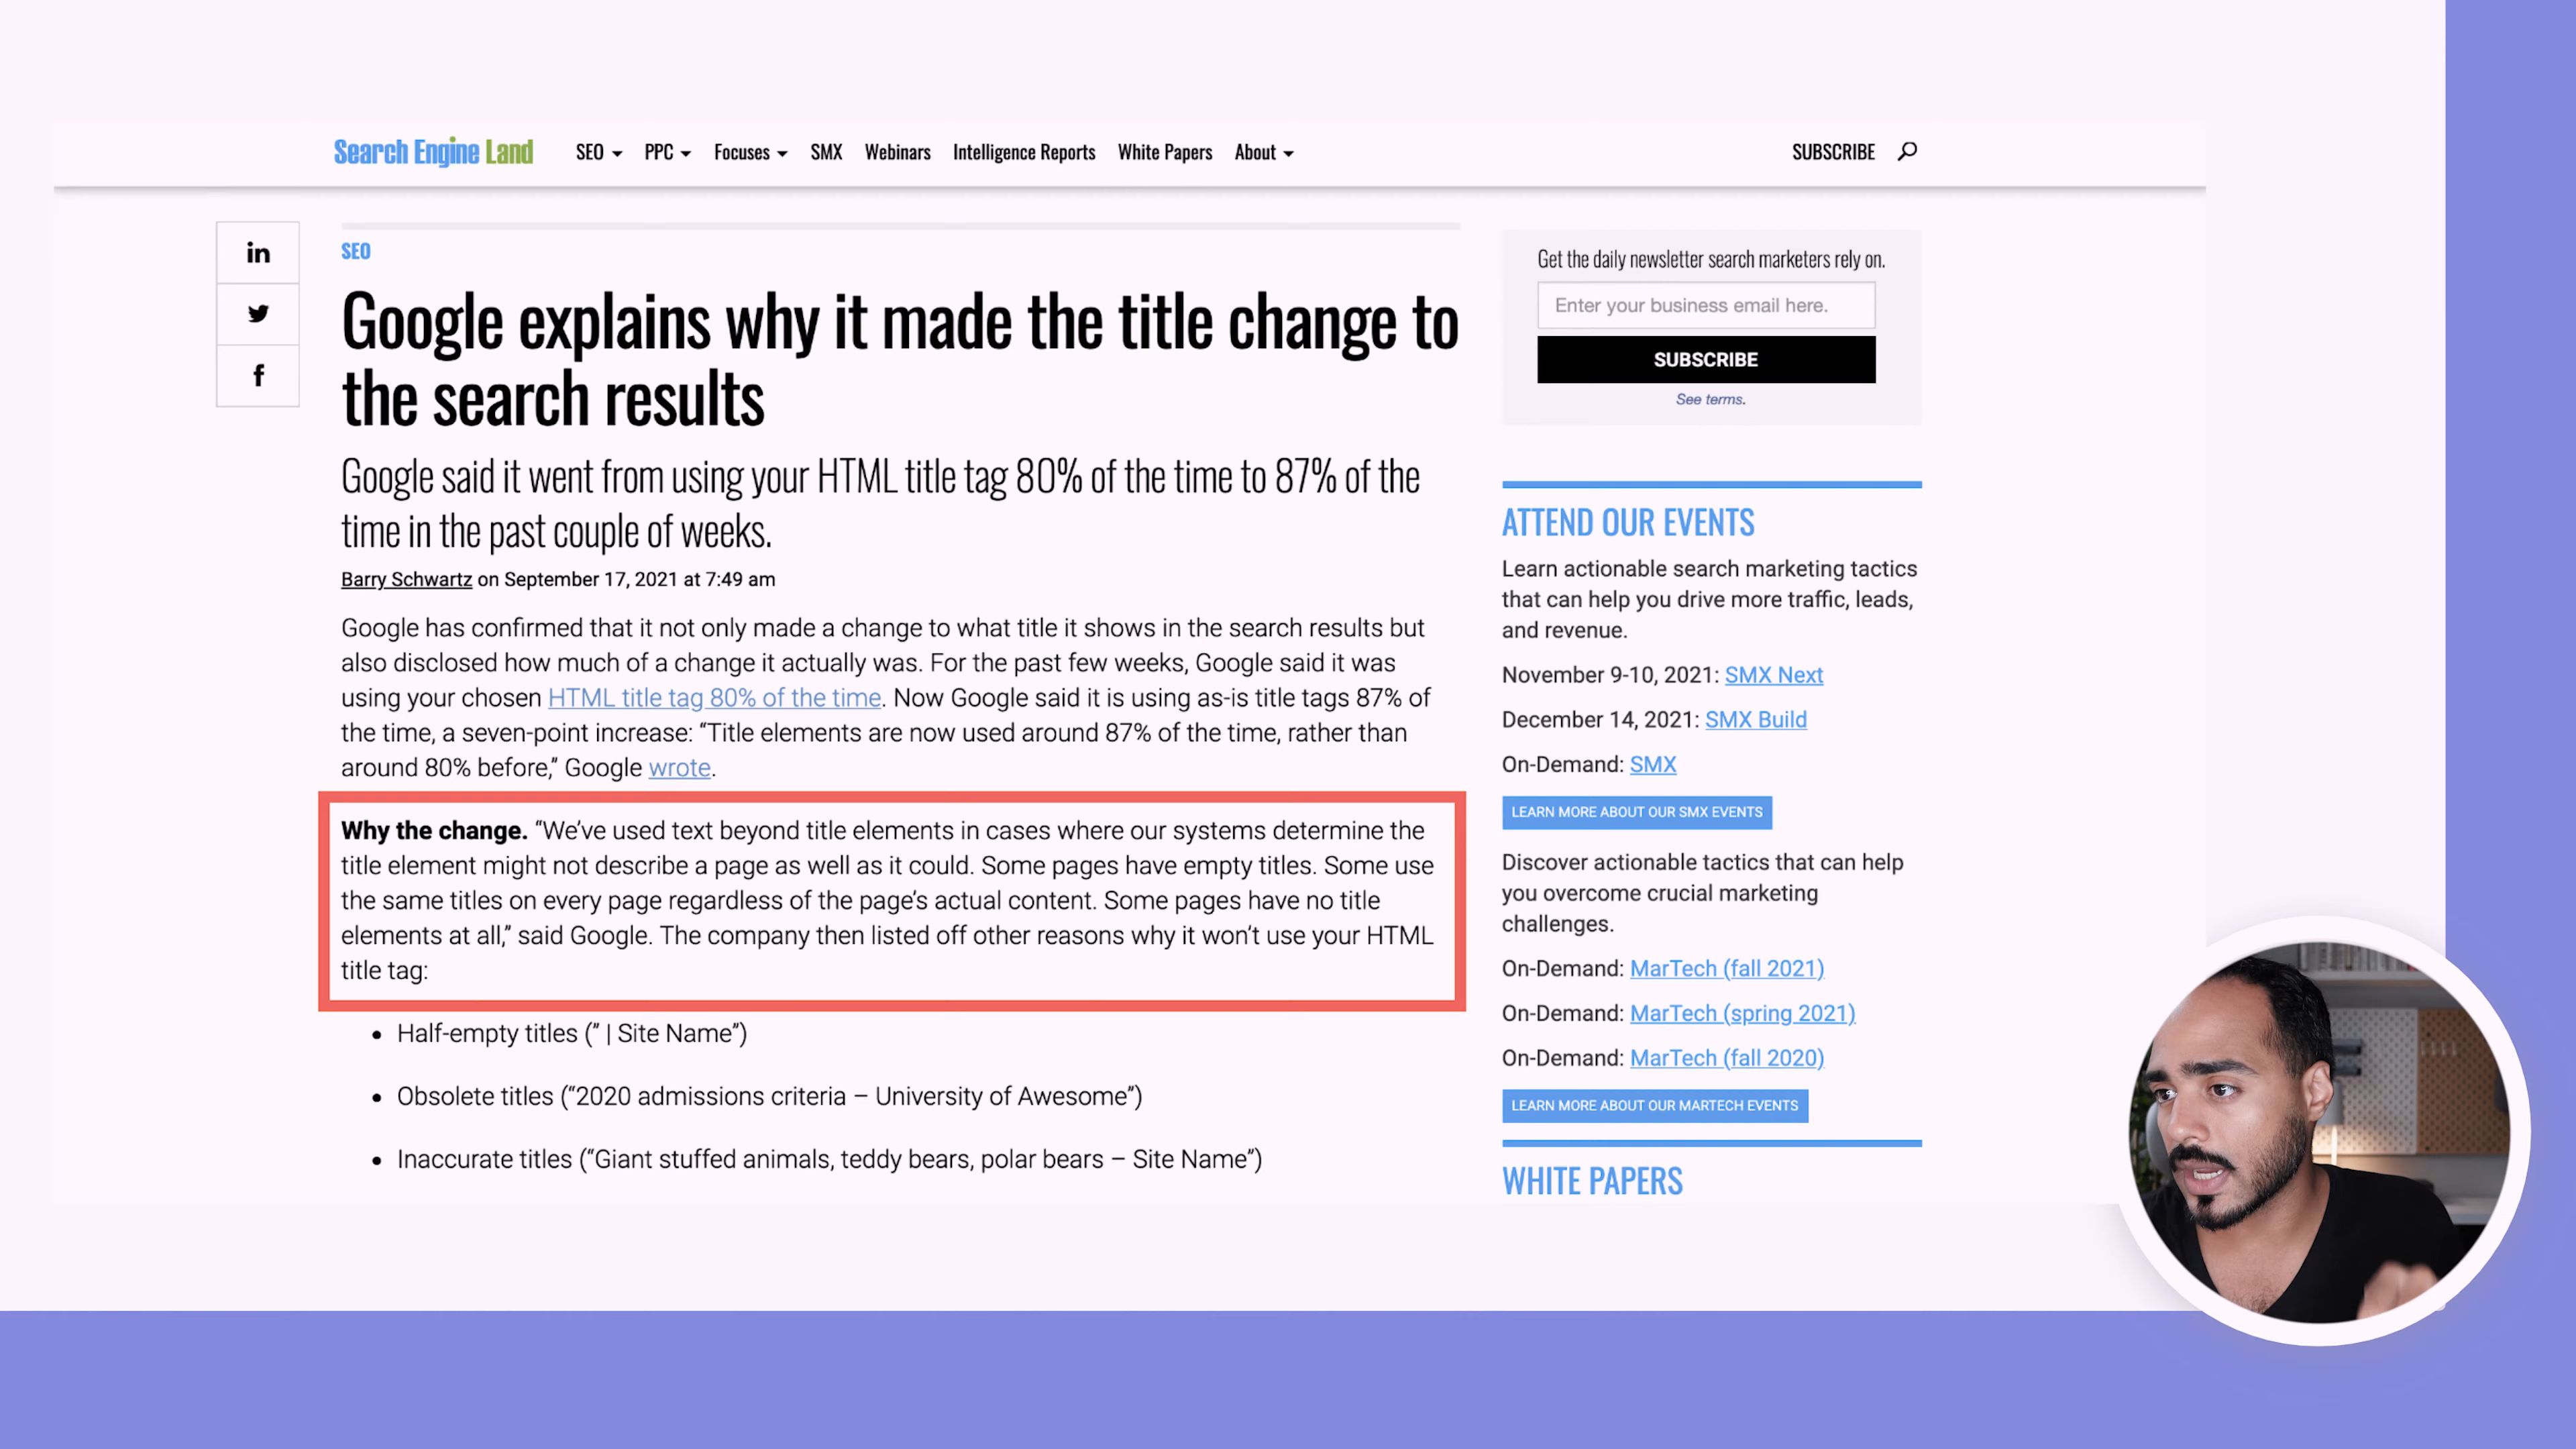 Search Engine Land
SEO
PPC
Focuses
SMX
Webinars
Intelligence Reports
White Papers
About
SUBSCRIBE
in
f
SEO
Google explains why it made the title change to
the search results
Google said it went from using your HTML title tag 80% of the time to 87% of the
time in the past couple of weeks.
Barry Schwartz on September 17, 2021 at 7:49 am
Google has confirmed that it not only made a change to what title it shows in the search results but
also disclosed how much of a change it actually was. For the past few weeks, Google said it was
using your chosen HTML title tag 80% of the time. Now Google said it is using as-is title tags 87% of
the time, a seven-point increase: “Title elements are now used around 87% of the time, rather than
around 80% before,” Google wrote.
Why the change. “We’ve used text beyond title elements in cases where our systems determine the
title element might not describe a page as well as it could. Some pages have empty titles. Some use
the same titles on every page regardless of the page’s actual content. Some pages have no title
elements at all,” said Google. The company then listed off other reasons why it won’t use your HTML
title tag:
• Half-empty titles (” | Site Name”)
• Obsolete titles (“2020 admissions criteria – University of Awesome”)
• Inaccurate titles (“Giant stuffed animals, teddy bears, polar bears – Site Name”)
Get the daily newsletter search marketers rely on.
Enter your business email here.
SUBSCRIBE
See terms.
ATTEND OUR EVENTS
Learn actionable search marketing tactics
that can help you drive more traffic, leads,
and revenue.
November 9-10, 2021: SMX Next
December 14, 2021: SMX Build
On-Demand: SMX
LEARN MORE ABOUT OUR SMX EVENTS
Discover actionable tactics that can help
you overcome crucial marketing
challenges.
On-Demand: MarTech (fall 2021)
On-Demand: MarTech (spring 2021)
On-Demand: MarTech (fall 2020)
LEARN MORE ABOUT OUR MARTECH EVENTS
WHITE PAPERS